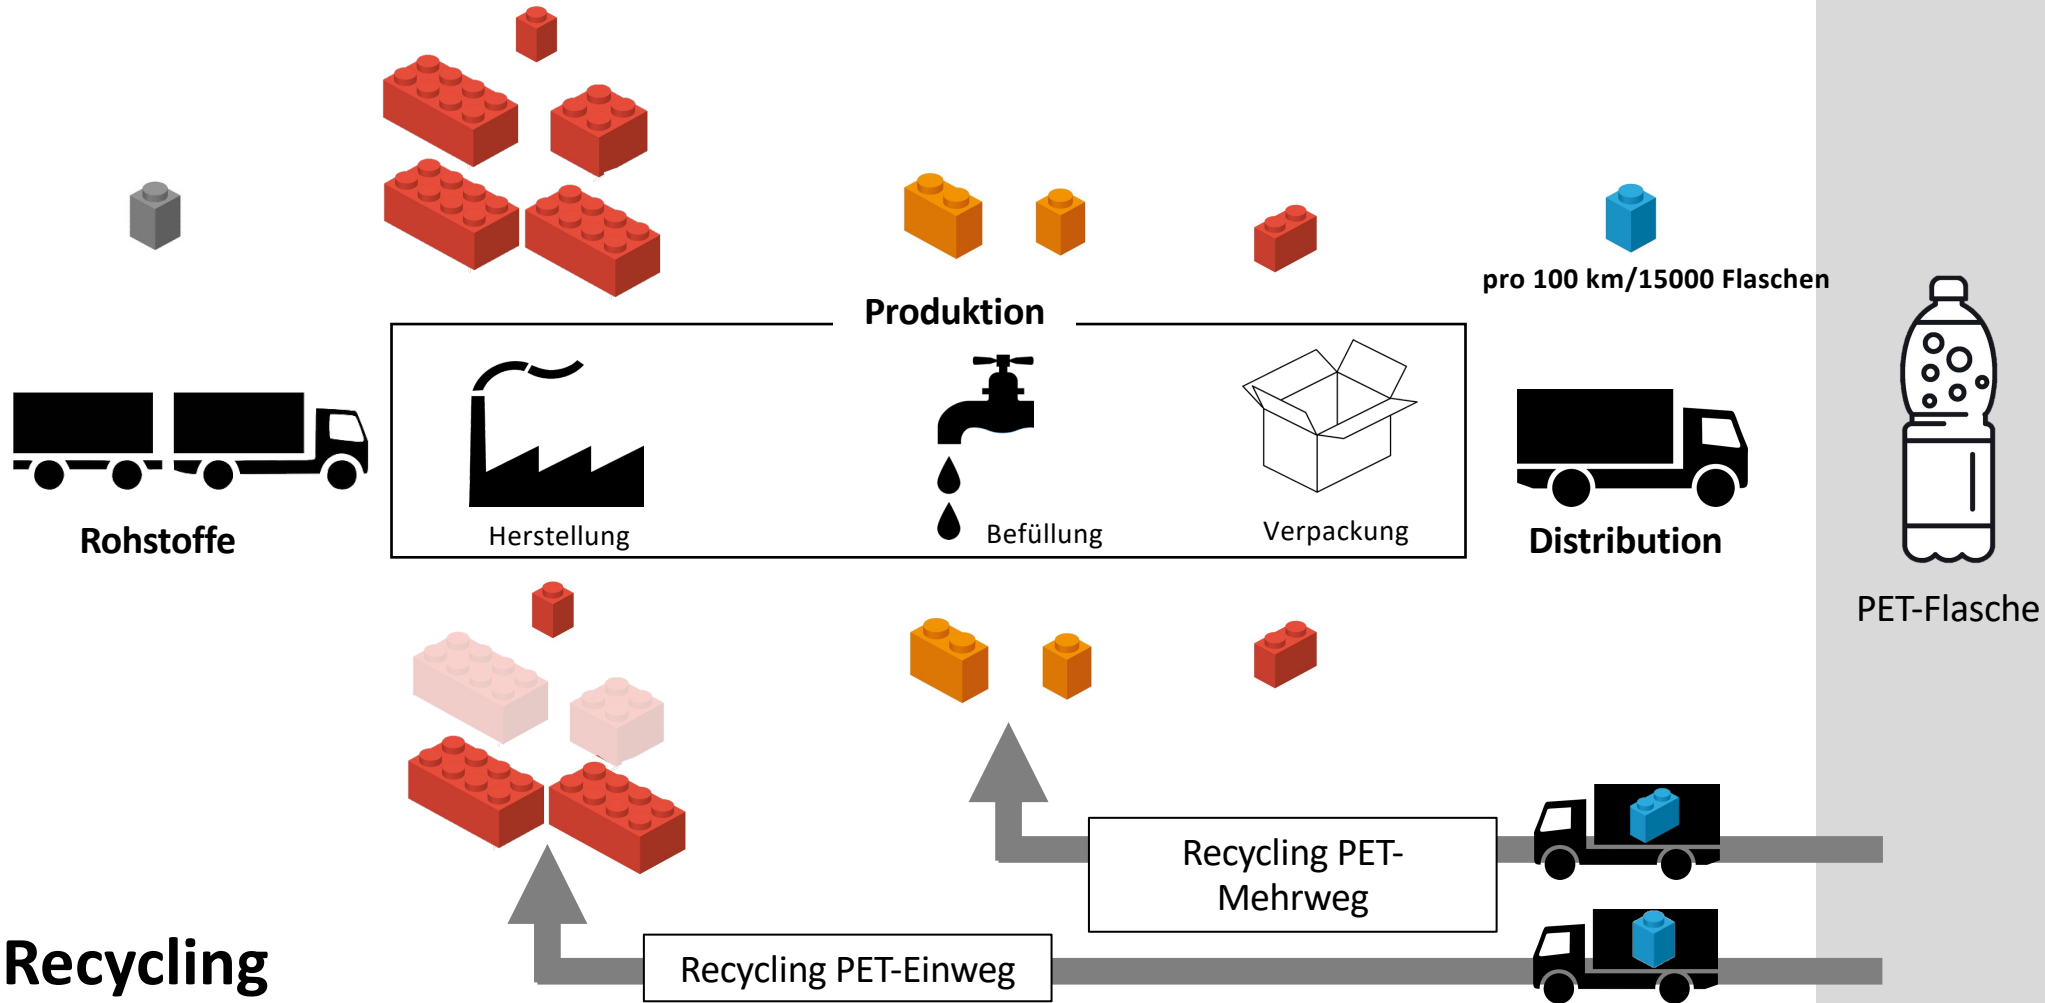 pro 100 km/15000 Flaschen
Produktion
Herstellung
Befüllung
Verpackung
Rohstoffe
Distribution
PET-Flasche
Recycling PET-
Mehrweg
Recycling PET-Einweg
Recycling